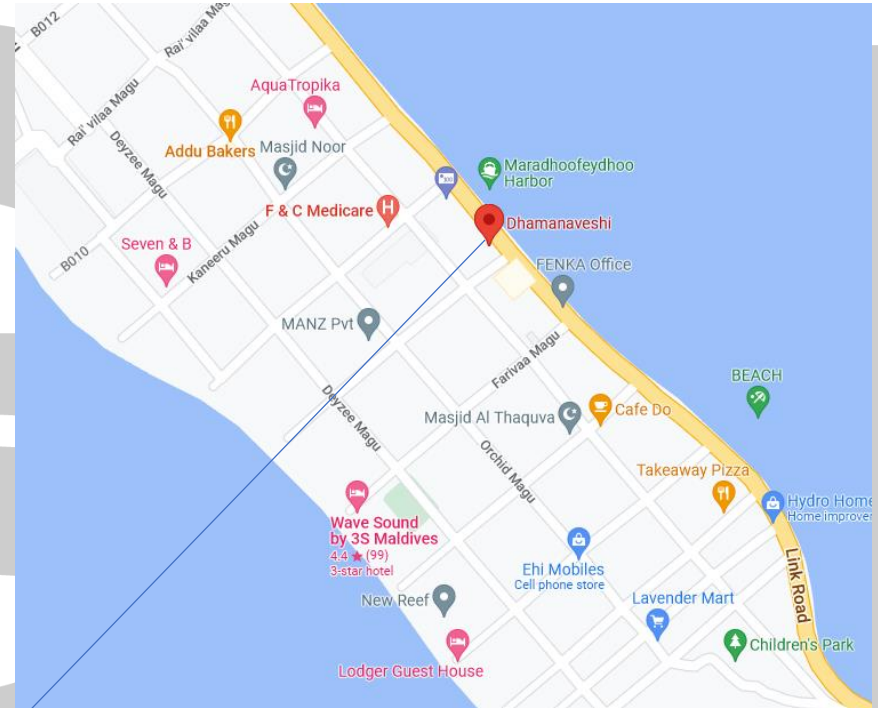 B012
Rai' vilaa Magu
Rai' vilaa Magu
AquaTropika
Deyzee Magu
Addu Bakers
Masjid Noor
Maradhoofeydhoo
Harbor
F & C Medicare
Dhamanaveshi
Seven & B
Kaneeru Magu
B010
FENKA Office
MANZ Pvt
Farivaa Magu
BEACH
Deyzee Magu
Cafe Do
Masjid Al Thaquva
Orchid Magu
Takeaway Pizza
Hydro Home
Home improver
Wave Sound
by 3S Maldives
4.4 ★ (99)
3-star hotel
Link Road
Ehi Mobiles
Cell phone store
New Reef
Lavender Mart
Children's Park
Lodger Guest House